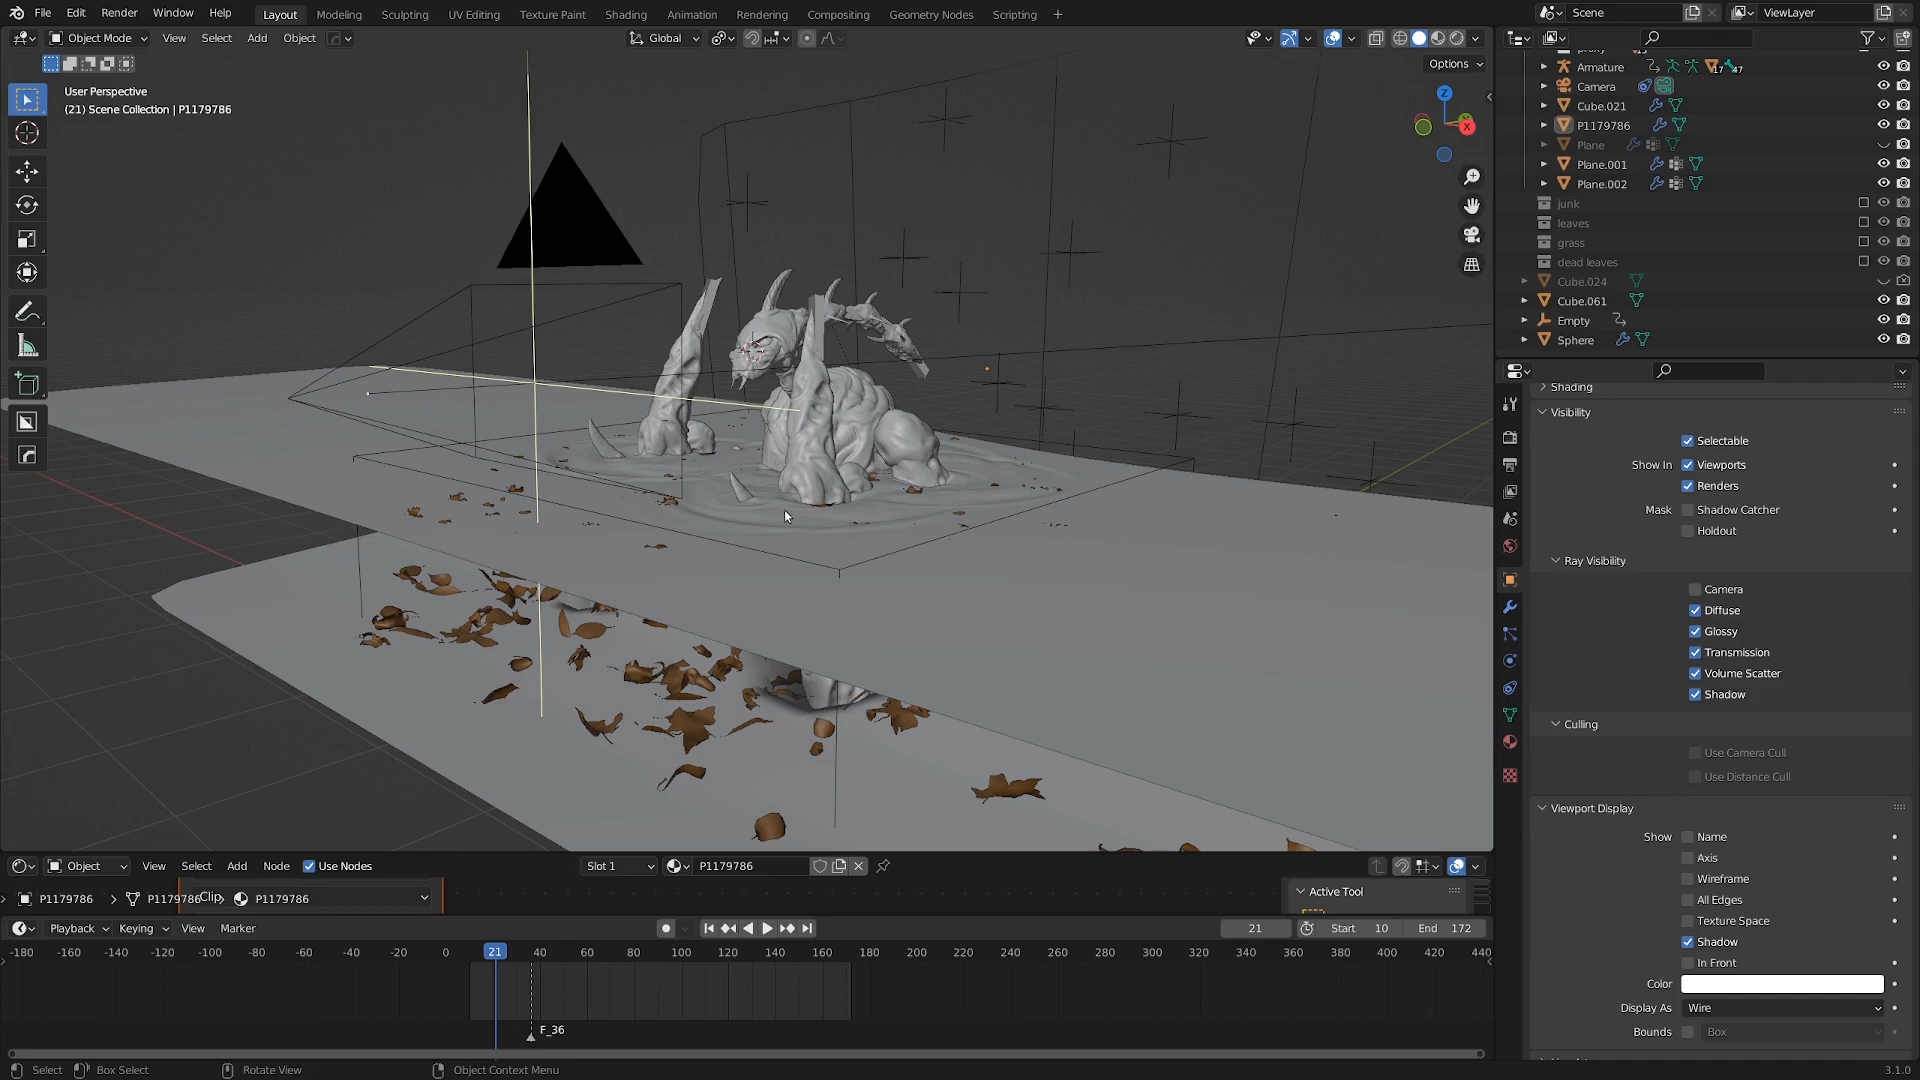 File Edit Render Window Help Layout Modeling Sculpting UV Editing Texture Paint Shading Animation Rendering Compositing Geometry Nodes Scripting + Scene ViewLayer
Object Mode View Select Add Object Global
Options
User Perspective
(21) Scene Collection | P1179786
Z
X
Armature 17 47
Camera
Cube.021
P1179786
Plane
Plane.001
Plane.002
junk
leaves
grass
dead leaves
Cube.024
Cube.061
Empty
Sphere
Shading
Visibility
Selectable
Show In Viewports
Renders
Mask Shadow Catcher
Holdout
Ray Visibility
Camera
Diffuse
Glossy
Transmission
Volume Scatter
Shadow
Culling
Use Camera Cull
Use Distance Cull
Viewport Display
Show Name
Axis
Wireframe
All Edges
Texture Space
Shadow
In Front
Color
Display As Wire
Bounds Box
Object View Select Add Node Use Nodes Slot 1 P1179786
P1179786 P1179786 Clip P1179786
Active Tool
Playback Keying View Marker 21 Start 10 End 172
-180 -160 -140 -120 -100 -80 -60 -40 -20 0 21 40 60 80 100 120 140 160 180 200 220 240 260 280 300 320 340 360 380 400 420 440
F_36
Select Box Select Rotate View Object Context Menu 3.1.0